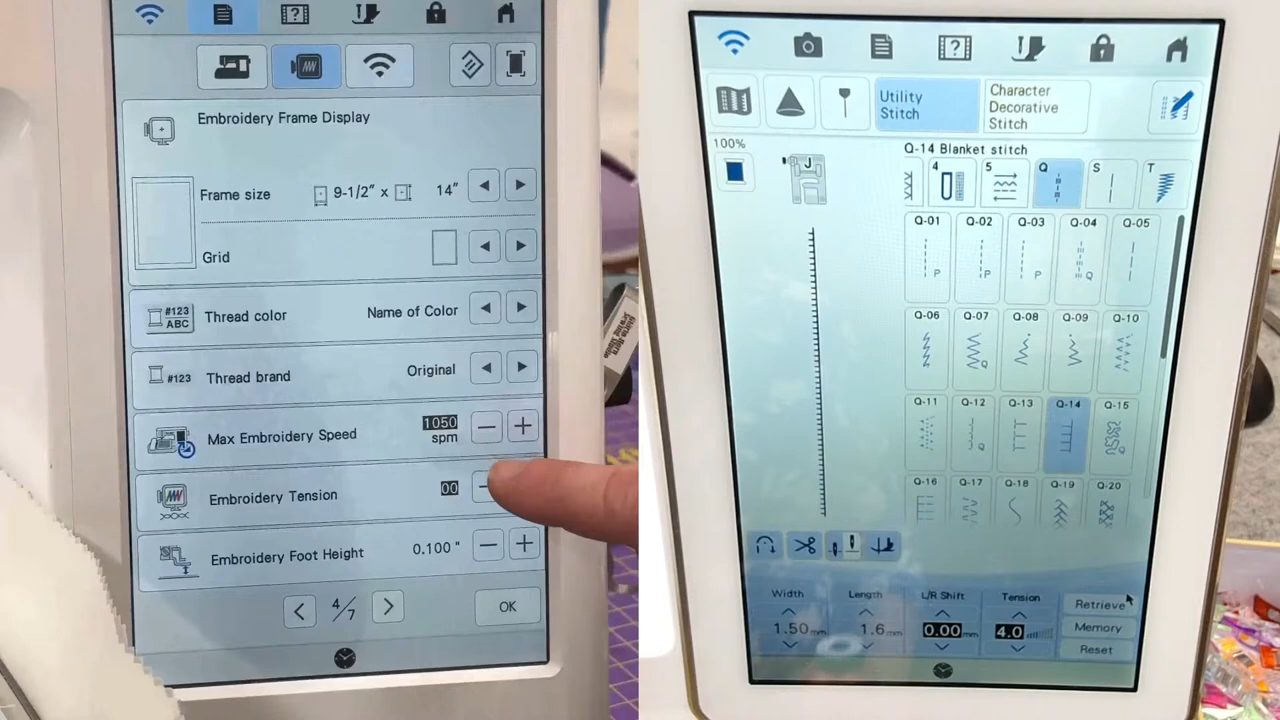 Embroidery Frame Display
Frame size 9-1/2" x 14"
Grid
#123
ABC
Thread color Name of Color
#123 Thread brand Original
Max Embroidery Speed 1050
spm
Embroidery Tension 00
Embroidery Foot Height 0.100 "
4/7
OK
Utility
Stitch
Character
Decorative
Stitch
100%
J
Q-14 Blanket stitch
4 5 Q S T
Q-01 Q-02 Q-03 Q-04 Q-05
P P P Q
Q-06 Q-07 Q-08 Q-09 Q-10
Q
Q-11 Q-12 Q-13 Q-14 Q-15
Q Q
Q-16 Q-17 Q-18 Q-19 Q-20
Width Length L/R Shift Tension
1.50 mm 1.6 mm 0.00 mm 4.0
Retrieve
Memory
Reset